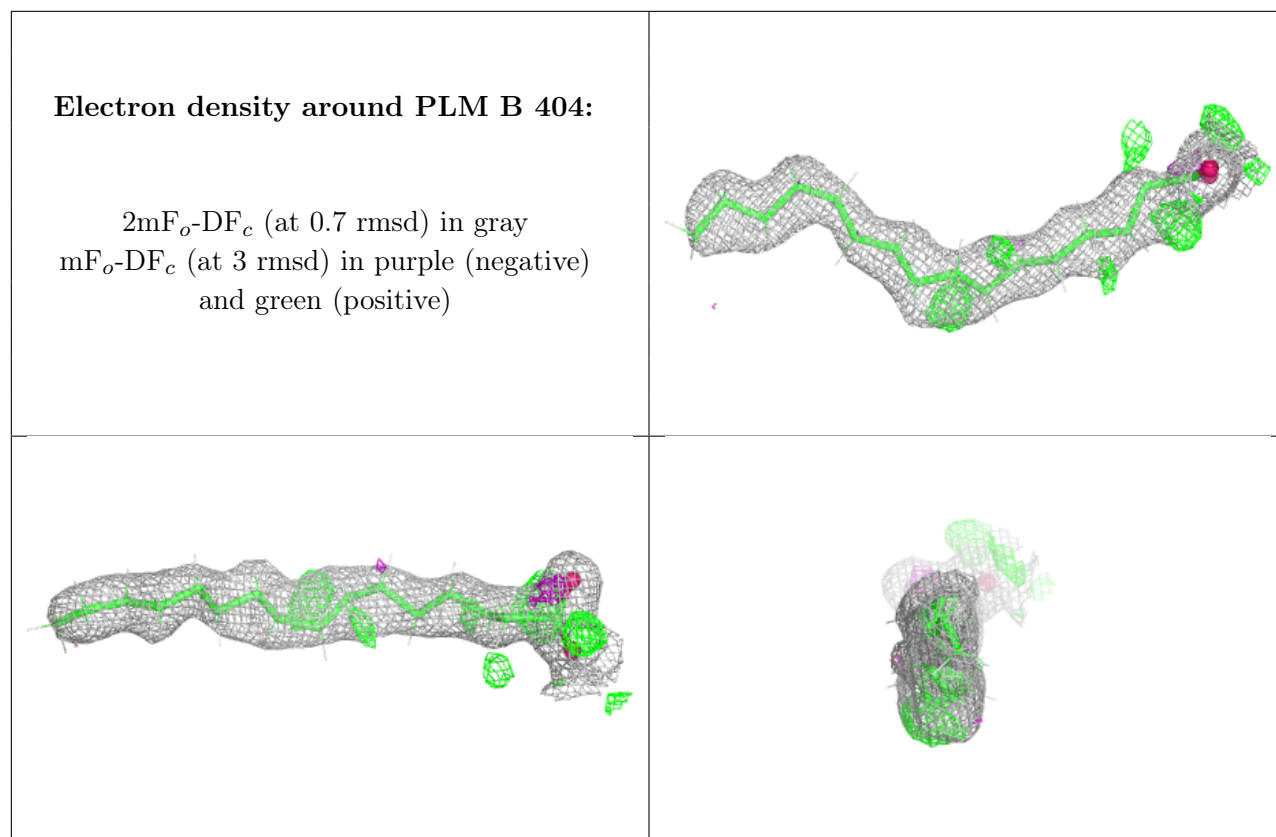 Electron density around PLM B 404:
2mFo-DFc (at 0.7 rmsd) in gray
mFo-DFc (at 3 rmsd) in purple (negative)
and green (positive)